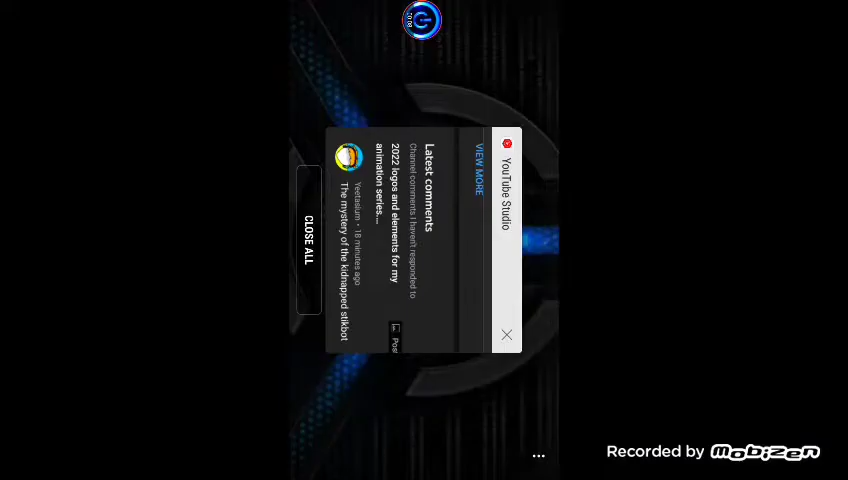 YouTube Studio
VIEW MORE
Latest comments
Channel comments I haven't responded to
2022 logos and elements for my
animation series....
Pos
Yeetasium • 18 minutes ago
The mystery of the kidnapped stikbot
CLOSE ALL
Recorded by MOBIZEN